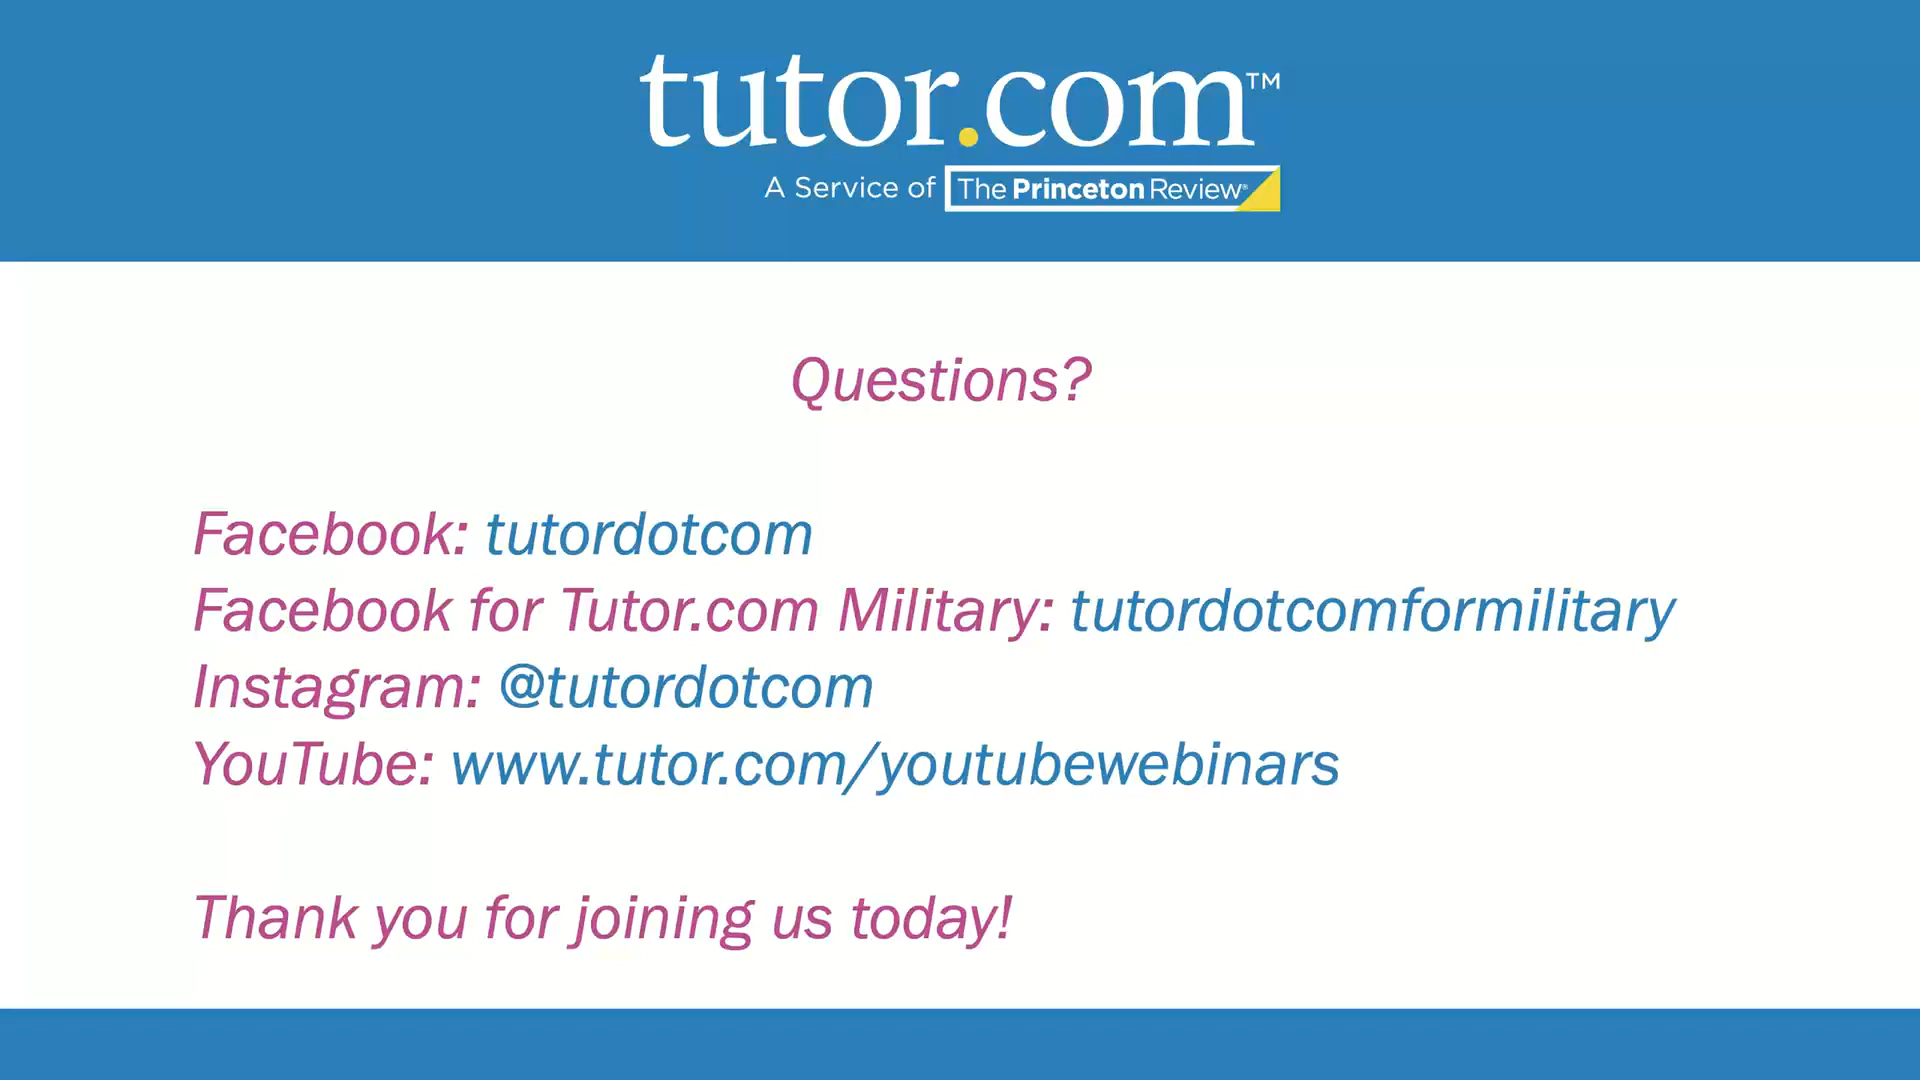 tutor.com™
A Service of The Princeton Review®
Questions?
Facebook: tutordotcom
Facebook for Tutor.com Military: tutordotcomformilitary
Instagram: @tutordotcom
YouTube: www.tutor.com/youtubewebinars
Thank you for joining us today!